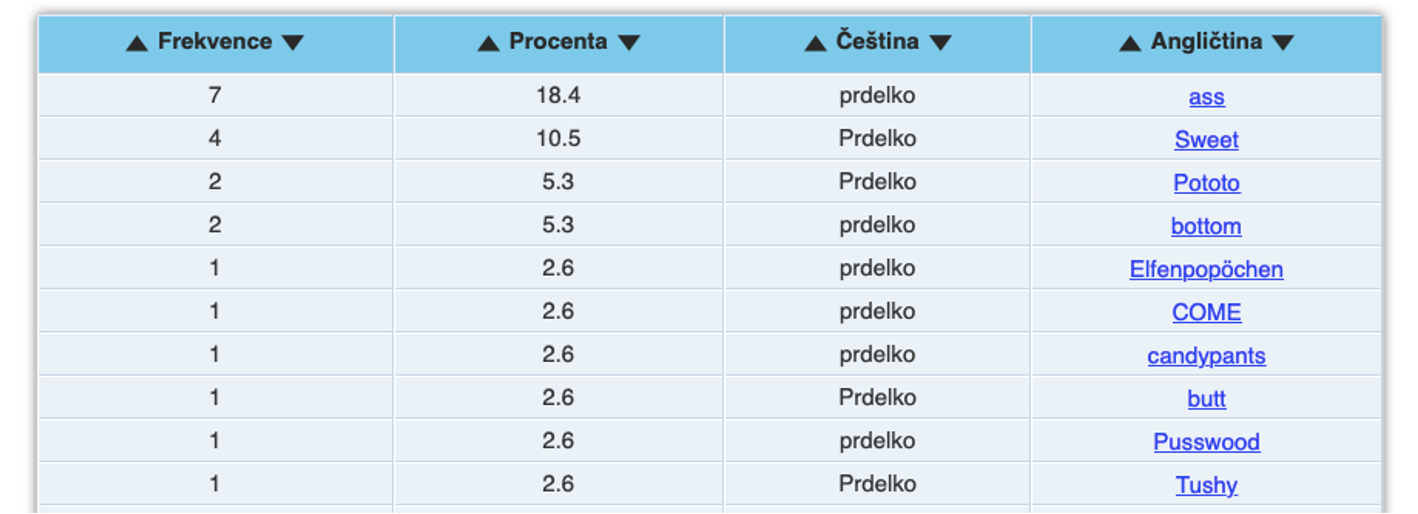 ▲ Frekvence ▼ ▲ Procenta ▼ ▲ Čeština ▼ ▲ Angličtina ▼
7 18.4 prdelko ass
4 10.5 Prdelko Sweet
2 5.3 Prdelko Pototo
2 5.3 prdelko bottom
1 2.6 prdelko Elfenpopöchen
1 2.6 prdelko COME
1 2.6 prdelko candypants
1 2.6 Prdelko butt
1 2.6 prdelko Pusswood
1 2.6 Prdelko Tushy